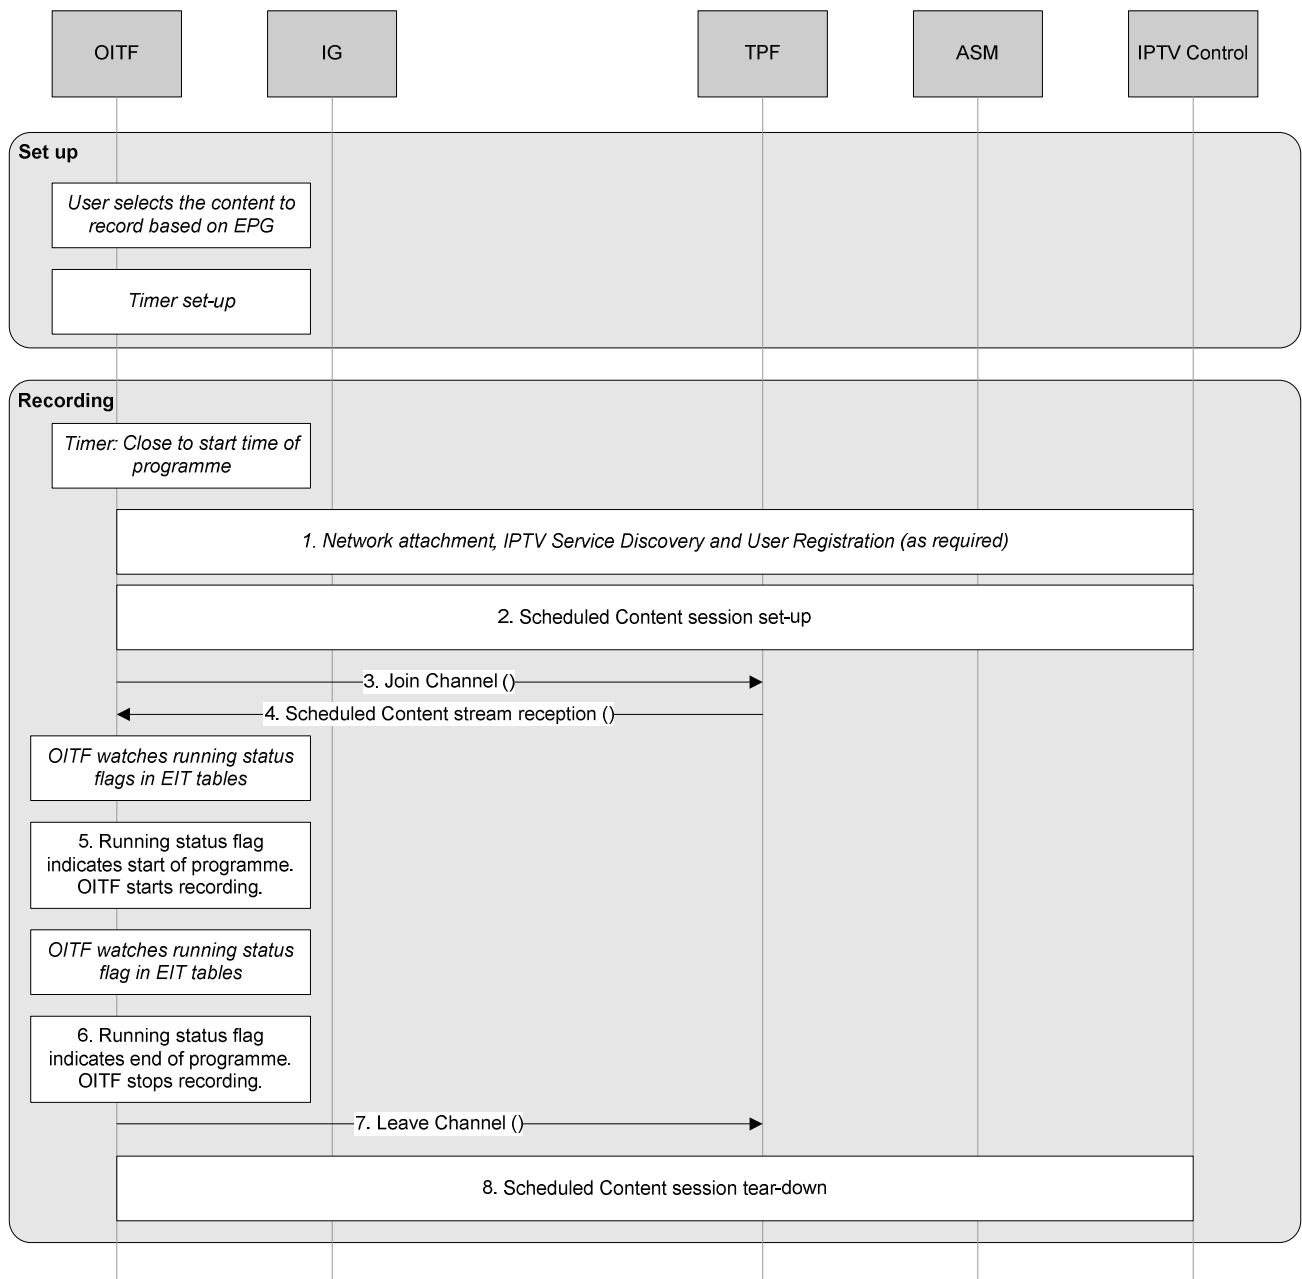 OITF
IG
TPF
ASM
IPTV Control
Set up
User selects the content to
record based on EPG
Timer set-up
Recording
Timer: Close to start time of
programme
1. Network attachment, IPTV Service Discovery and User Registration (as required)
2. Scheduled Content session set-up
3. Join Channel ()
4. Scheduled Content stream reception ()
OITF watches running status
flags in EIT tables
5. Running status flag
indicates start of programme.
OITF starts recording.
OITF watches running status
flag in EIT tables
6. Running status flag
indicates end of programme.
OITF stops recording.
7. Leave Channel ()
8. Scheduled Content session tear-down